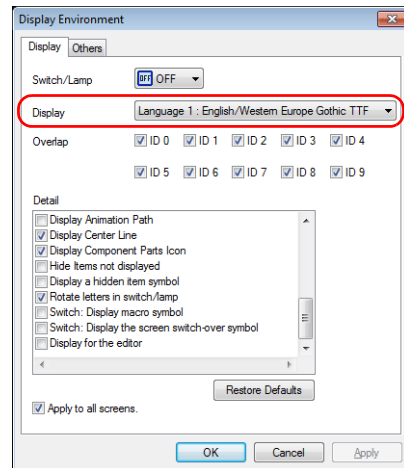 Display Environment
Display Others
Switch/Lamp OFF OFF
Display Language 1 : English/Western Europe Gothic TTF
Overlap ID 0 ID 1 ID 2 ID 3 ID 4
ID 5 ID 6 ID 7 ID 8 ID 9
Detail
Display Animation Path
Display Center Line
Display Component Parts Icon
Hide Items not displayed
Display a hidden item symbol
Rotate letters in switch/lamp
Switch: Display macro symbol
Switch: Display the screen switch-over symbol
Display for the editor
Restore Defaults
Apply to all screens.
OK Cancel Apply